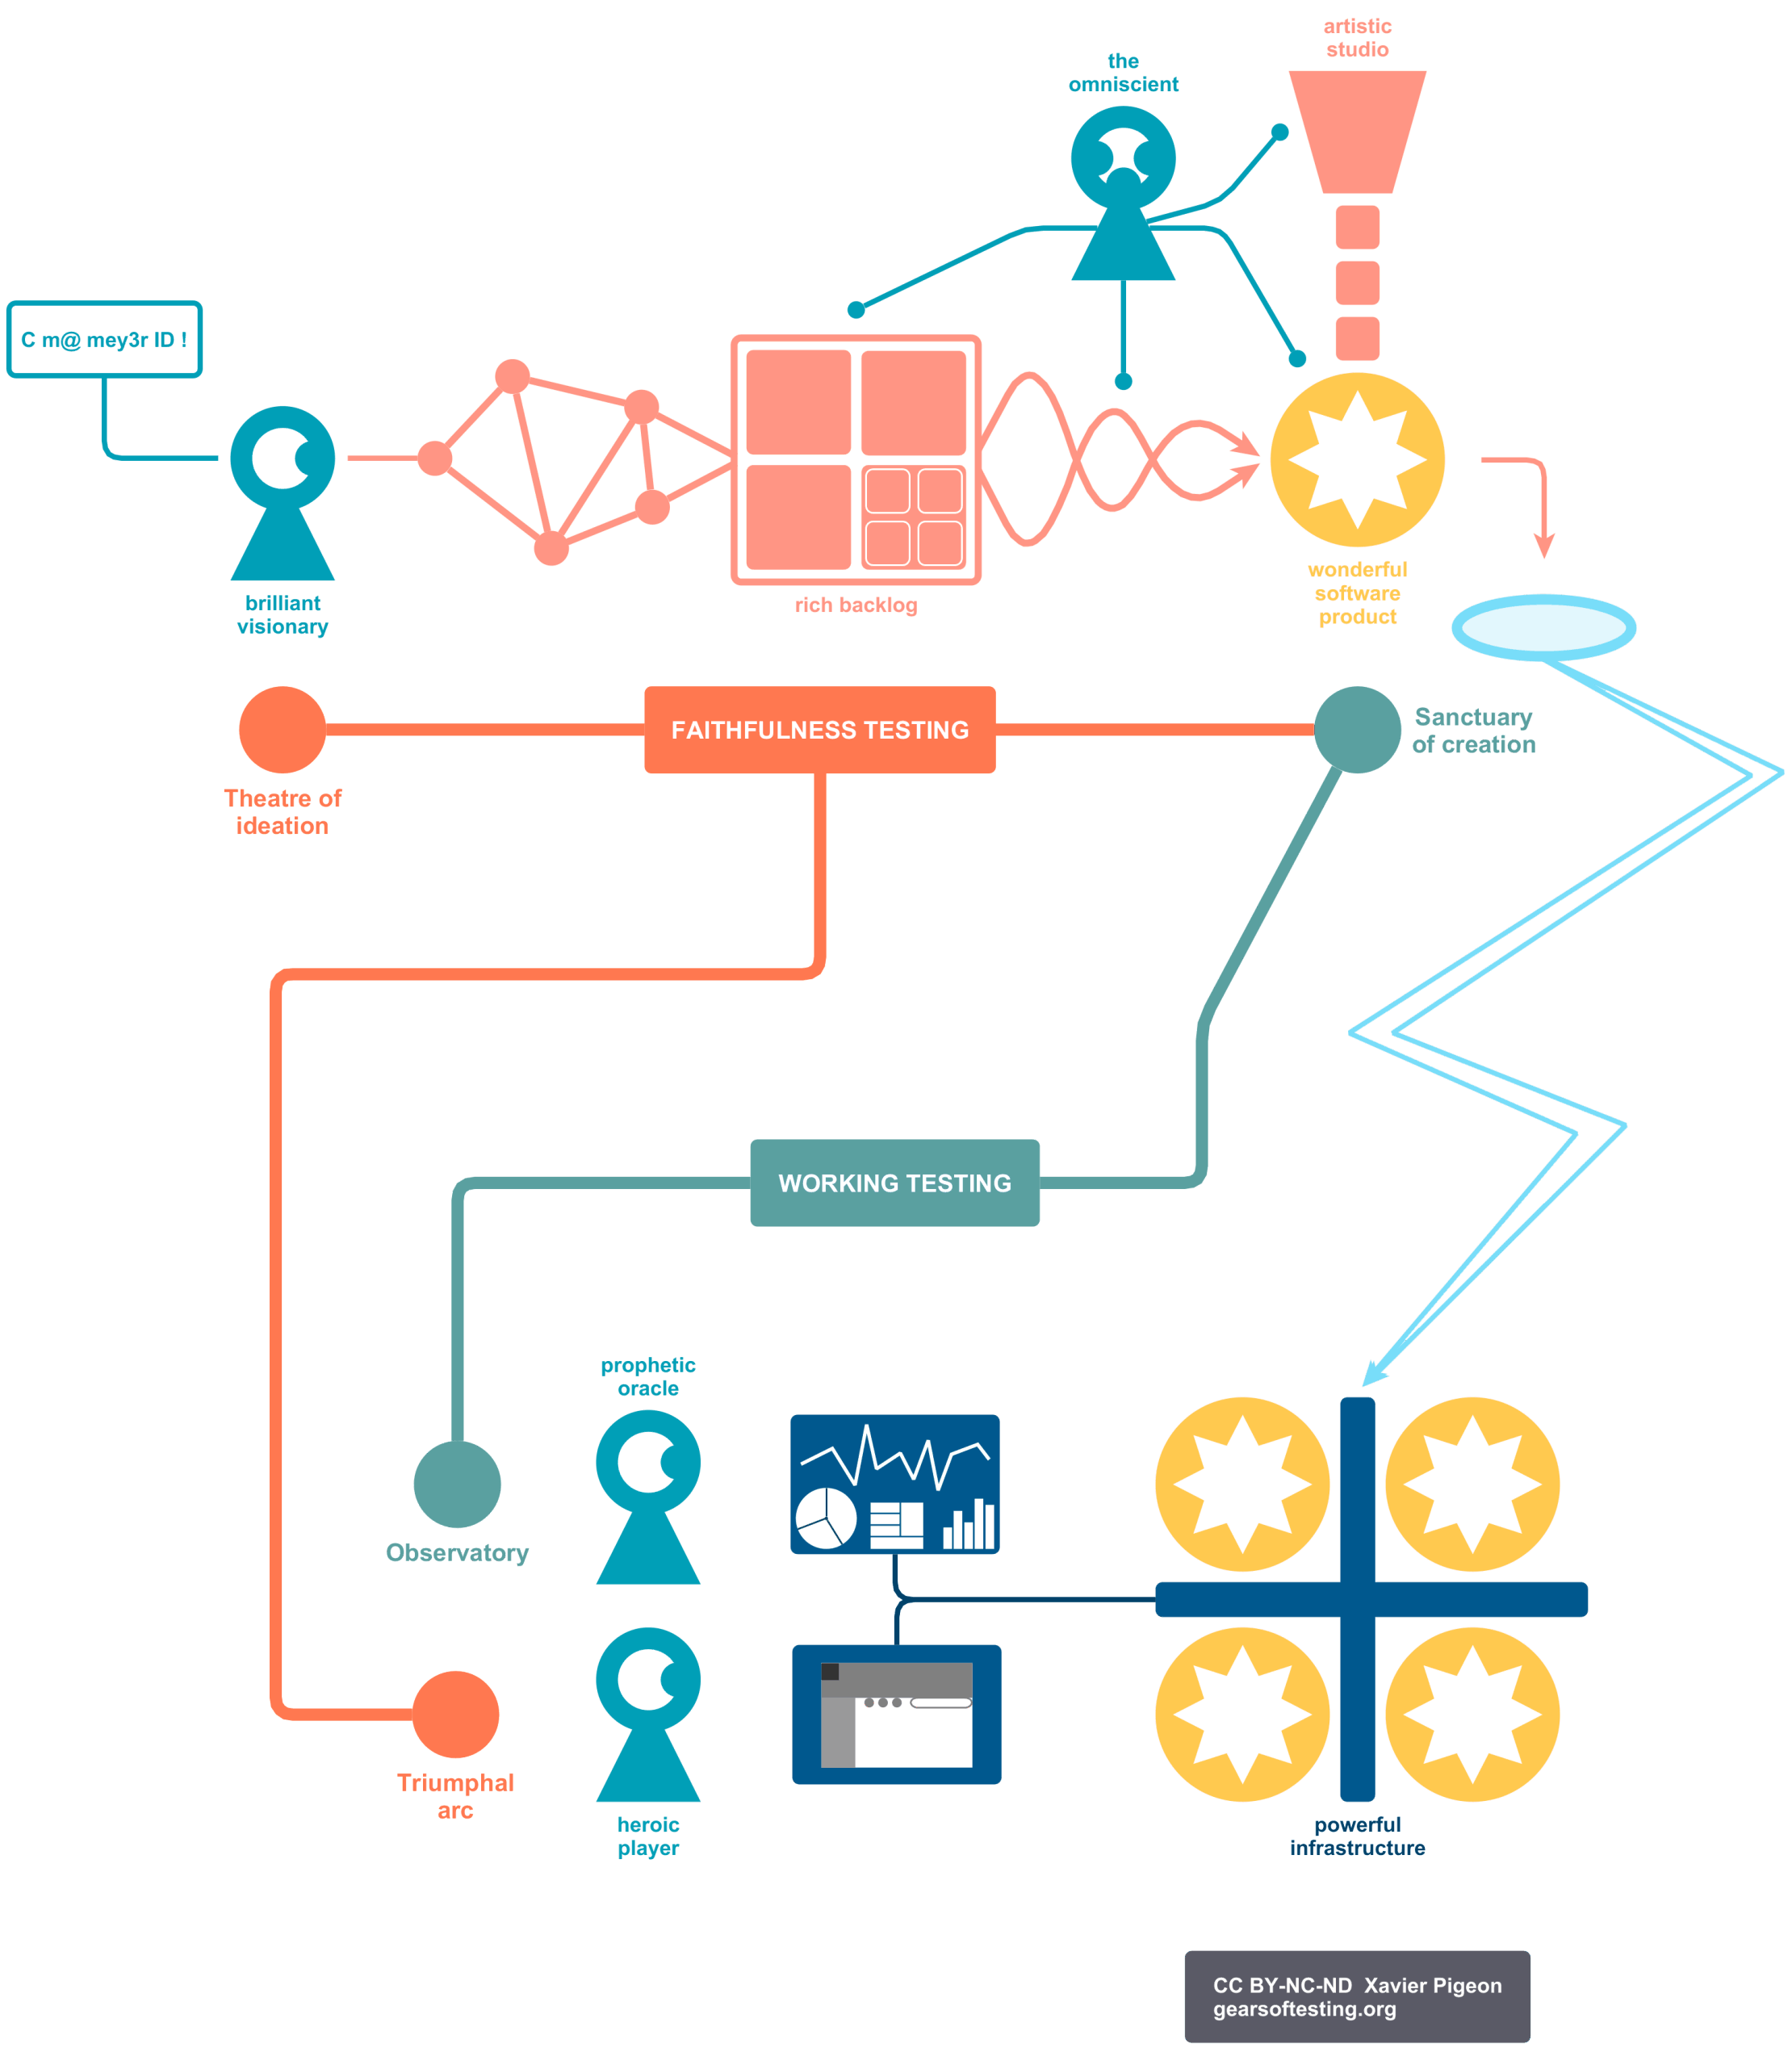 artistic
studio
the
omniscient
C m@ mey3r ID !
brilliant
visionary
rich backlog
wonderful
software
product
FAITHFULNESS TESTING
Sanctuary
of creation
Theatre of
ideation
WORKING TESTING
prophetic
oracle
Observatory
Triumphal
arc
heroic
player
powerful
infrastructure
CC BY-NC-ND  Xavier Pigeon
gearsoftesting.org